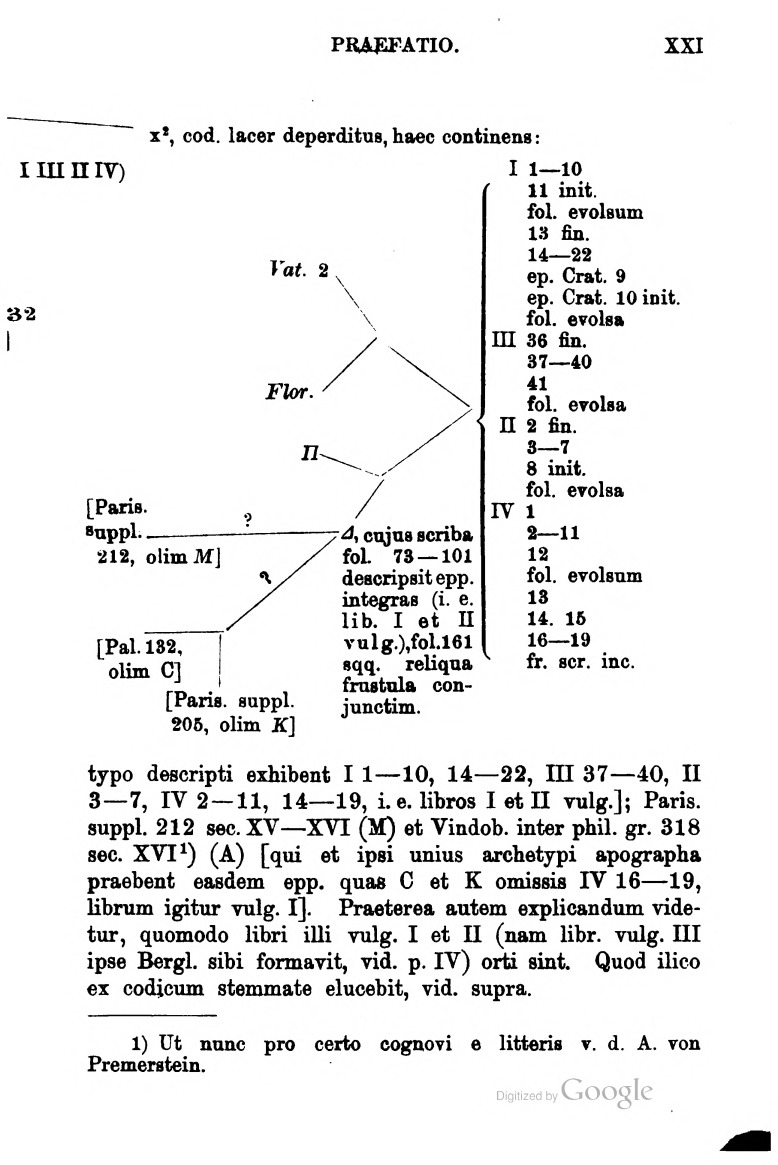 PRAEFATIO. XXI
x², cod. lacer deperditus, haec continens:
I III II IV)
I 1—10
11 init.
fol. evolsum
13 fin.
14—22
ep. Crat. 9
ep. Crat. 10 init.
fol. evolsa
III 36 fin.
37—40
41
fol. evolsa
II 2 fin.
3—7
8 init.
fol. evolsa
IV 1
2—11
12
fol. evolsum
13
14. 15
16—19
fr. scr. inc.
Vat. 2
32
Flor.
Π
[Paris.
suppl.
212, olim M]
?
?
Δ, cujus scriba
fol. 73—101
descripsit epp.
integras (i. e.
lib. I et II
vulg.), fol. 161
sqq. reliqua
frustula con-
junctim.
[Pal. 132,
olim C]
[Paris. suppl.
205, olim K]
typo descripti exhibent I 1—10, 14—22, III 37—40, II
3—7, IV 2—11, 14—19, i. e. libros I et II vulg.]; Paris.
suppl. 212 sec. XV—XVI (M) et Vindob. inter phil. gr. 318
sec. XVI¹) (A) [qui et ipsi unius archetypi apographa
praebent easdem epp. quas C et K omissis IV 16—19,
librum igitur vulg. I]. Praeterea autem explicandum vide-
tur, quomodo libri illi vulg. I et II (nam libr. vulg. III
ipse Bergl. sibi formavit, vid. p. IV) orti sint. Quod ilico
ex codicum stemmate elucebit, vid. supra.
1) Ut nunc pro certo cognovi e litteris v. d. A. von
Premerstein.
Digitized by Google